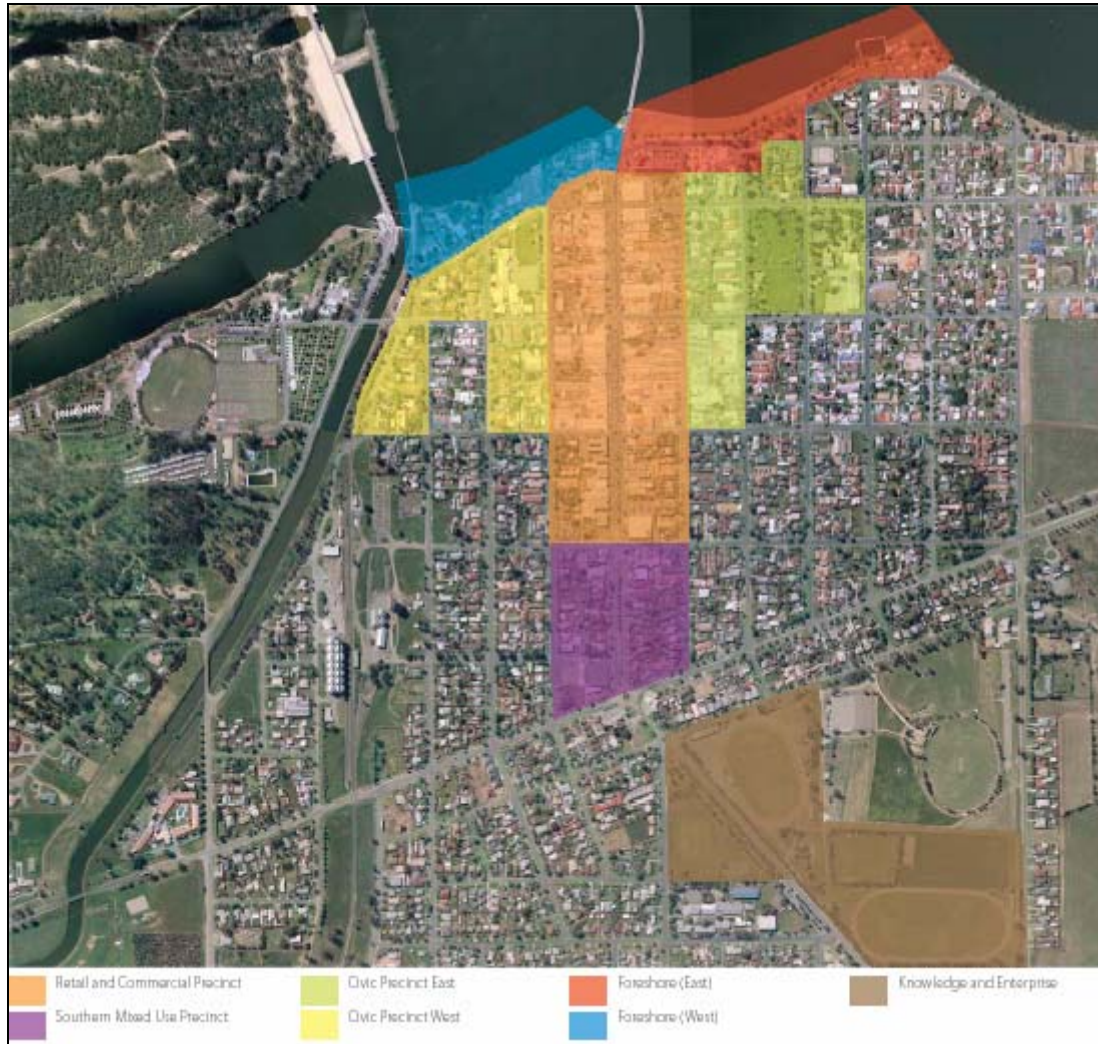 Retail and Commercial Precinct
Civic Precinct East
Foreshore (East)
Knowledge and Enterprise
Southern Mixed Use Precinct
Civic Precinct West
Foreshore (West)